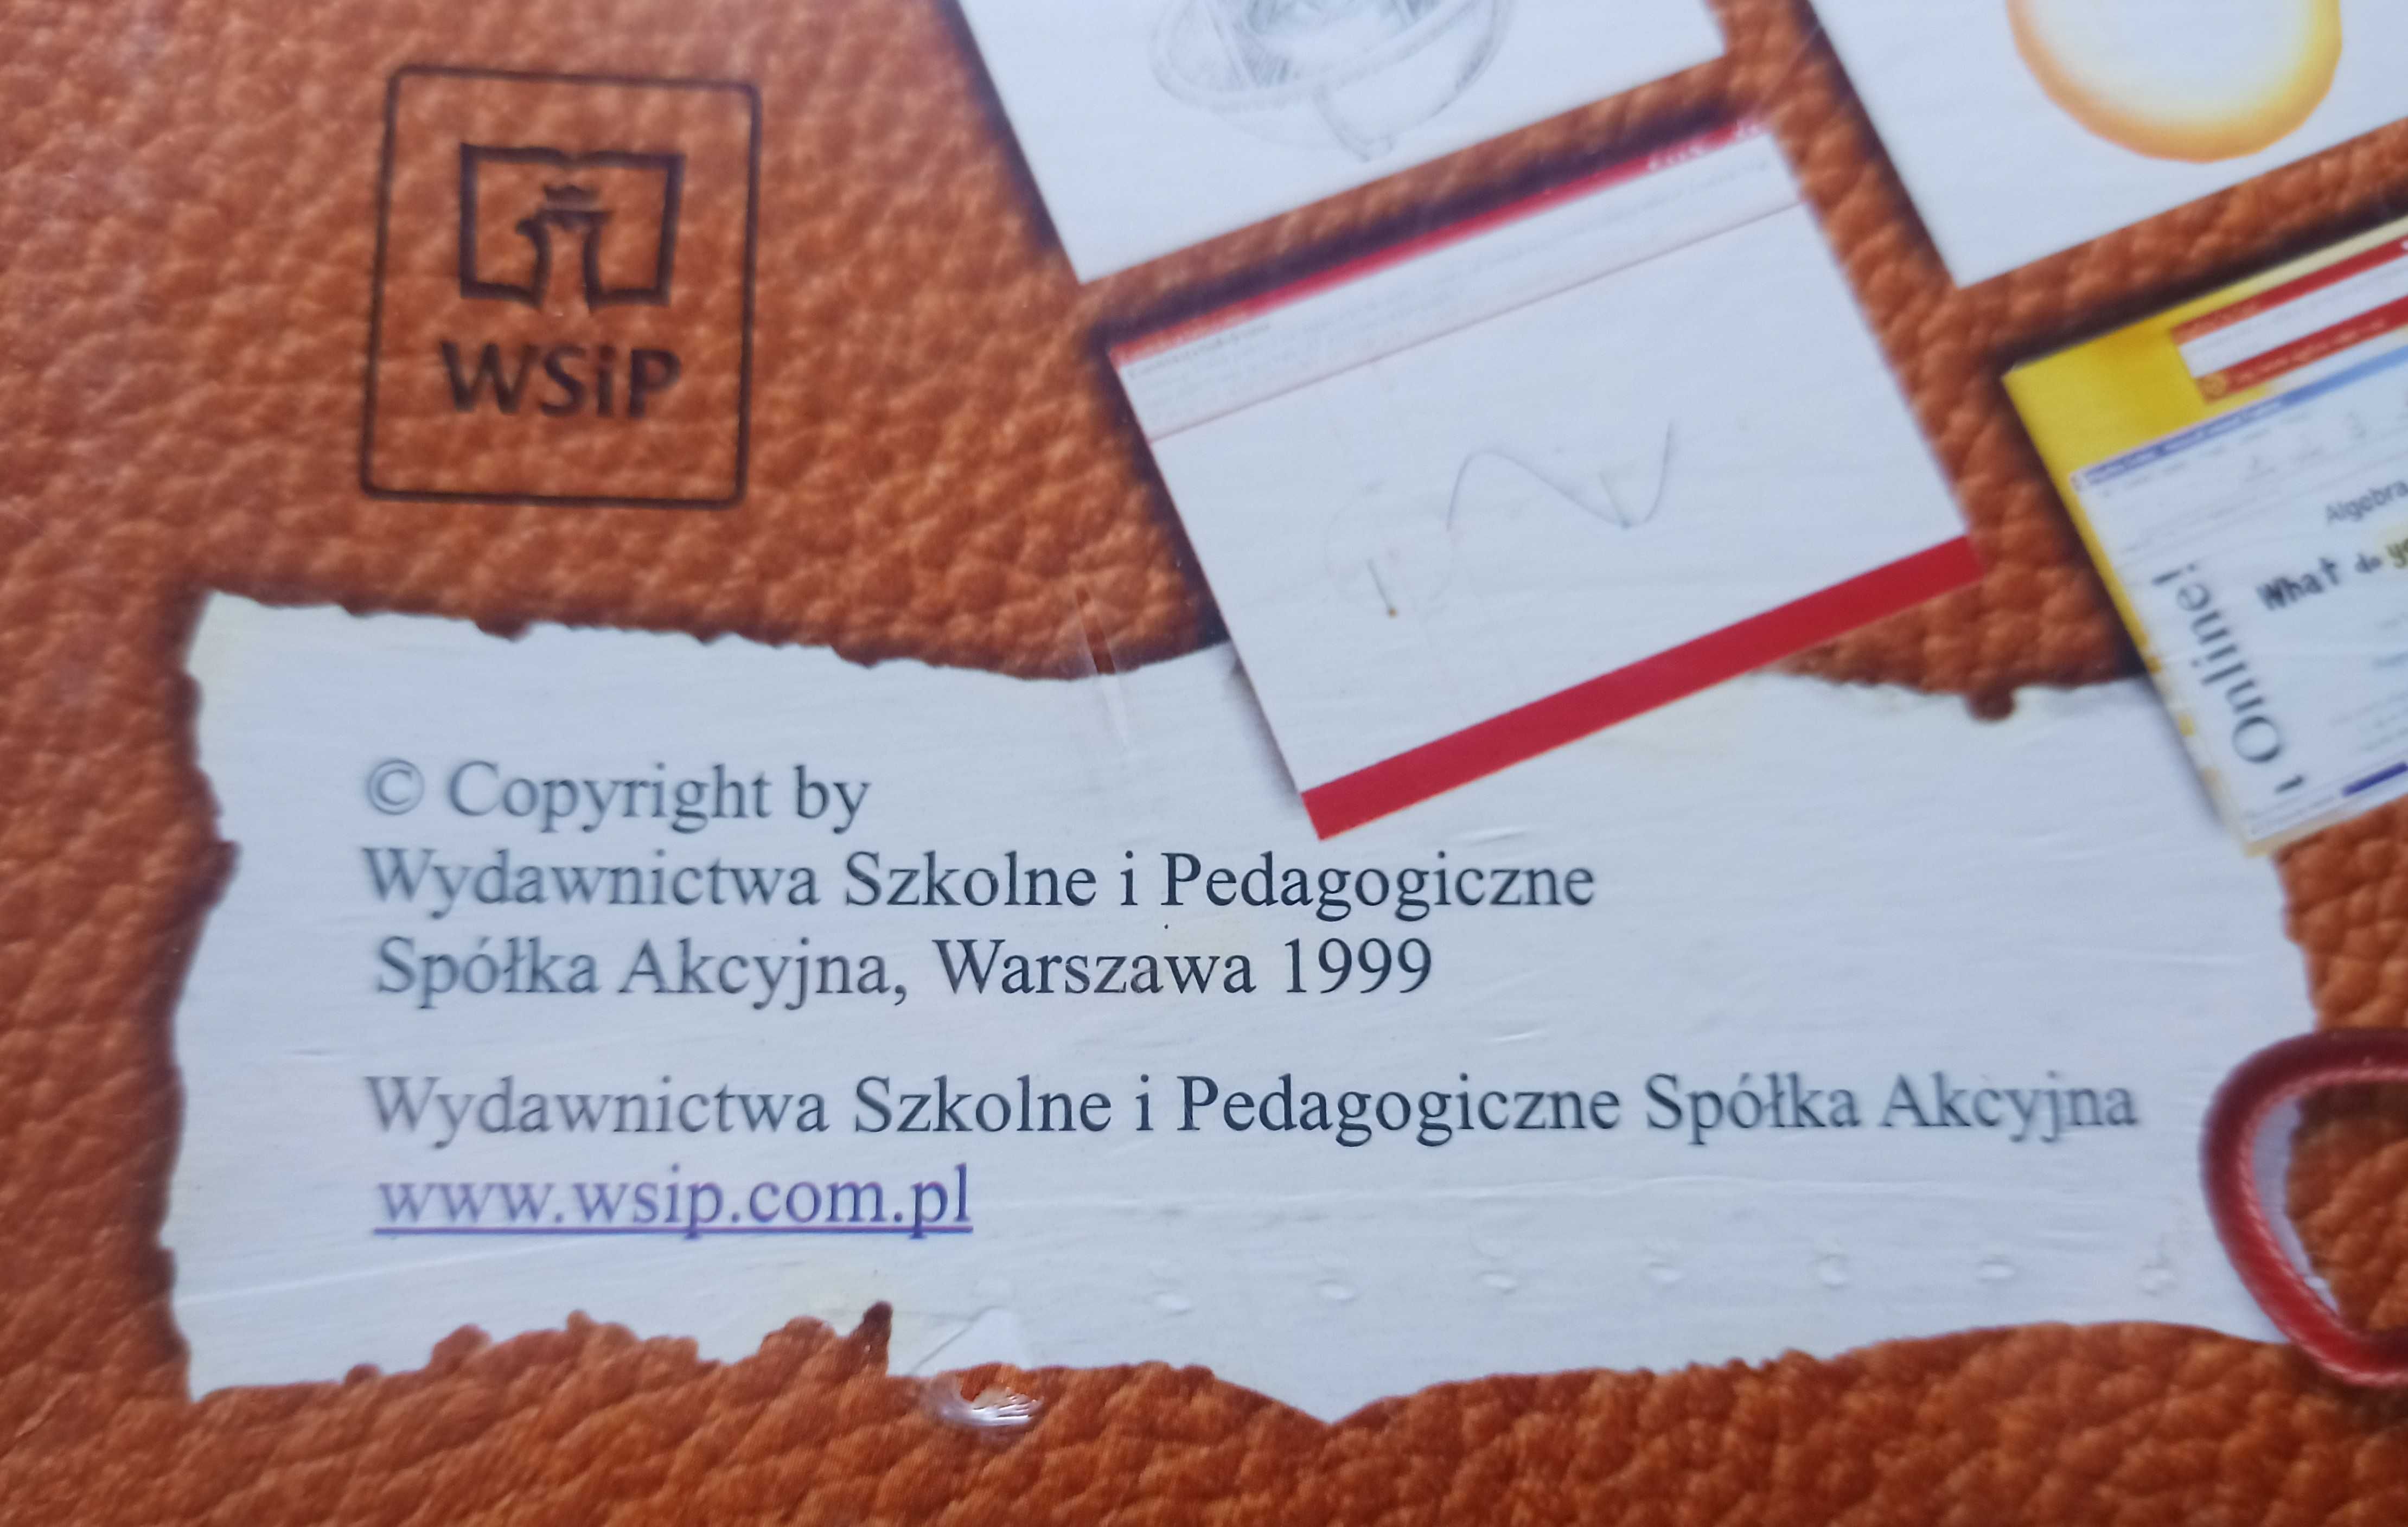 WSiP
Algebra
What do
Online!
© Copyright by
Wydawnictwa Szkolne i Pedagogiczne
Spółka Akcyjna, Warszawa 1999
Wydawnictwa Szkolne i Pedagogiczne Spółka Akcyjna
www.wsip.com.pl